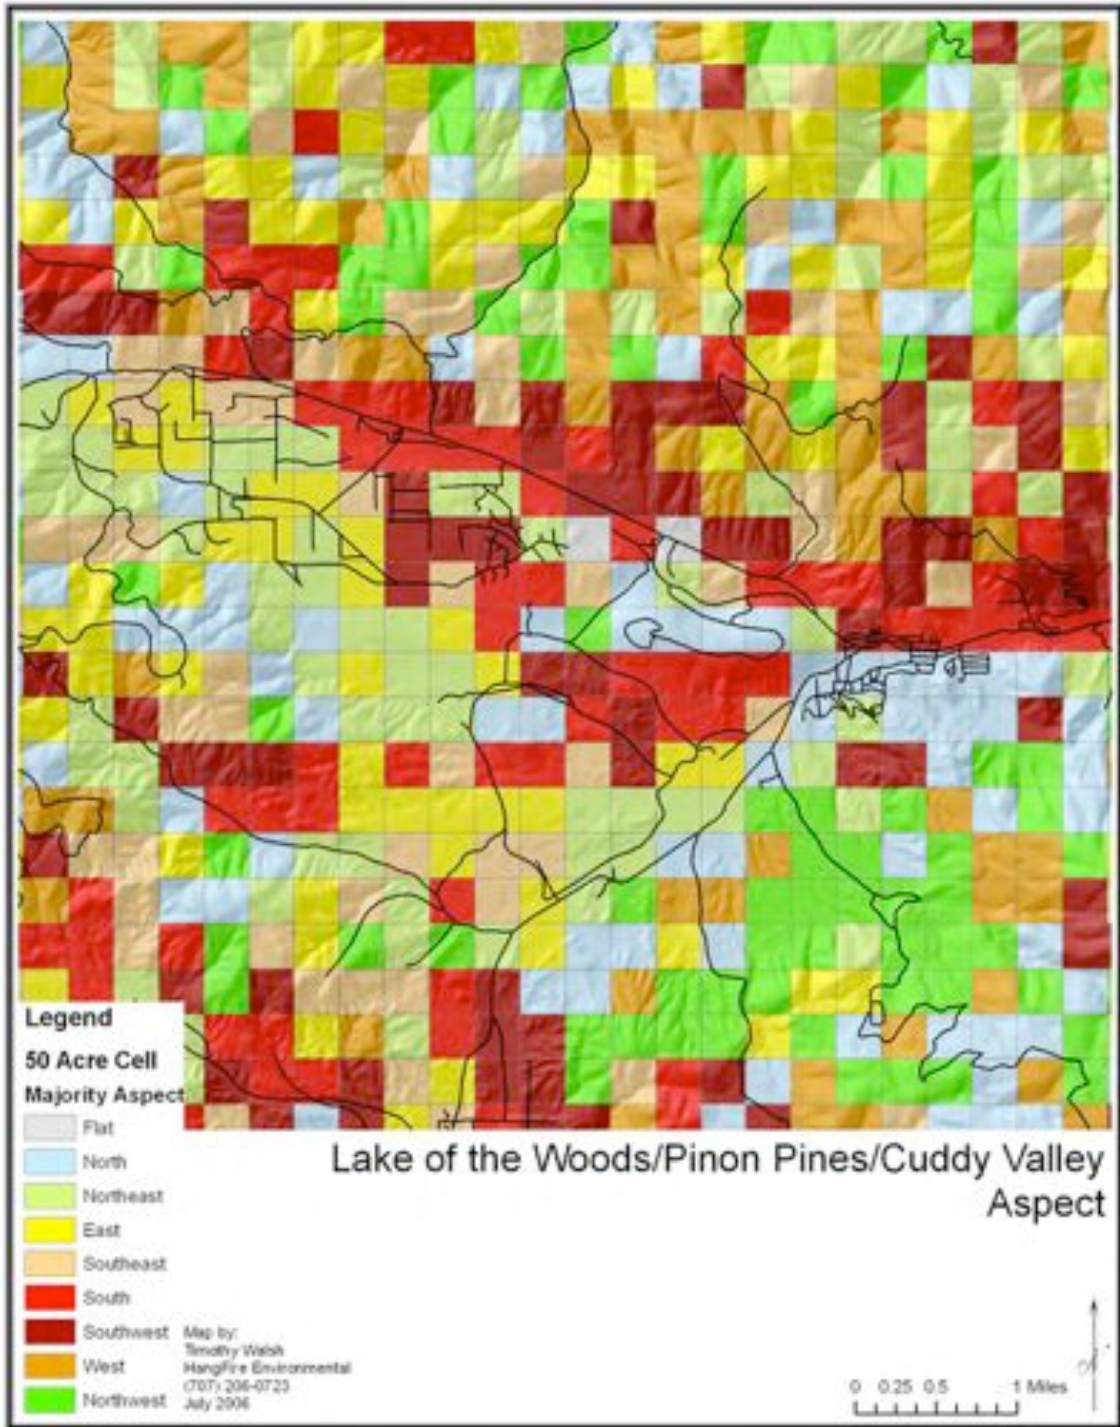 Legend
50 Acre Cell
Majority Aspect
Flat
North
Northeast
East
Southeast
South
Southwest
West
Northwest
Map by:
Timothy Walsh
HangFire Environmental
(707) 206-0723
July 2006
Lake of the Woods/Pinon Pines/Cuddy Valley
Aspect
0 0.25 0.5 1 Miles